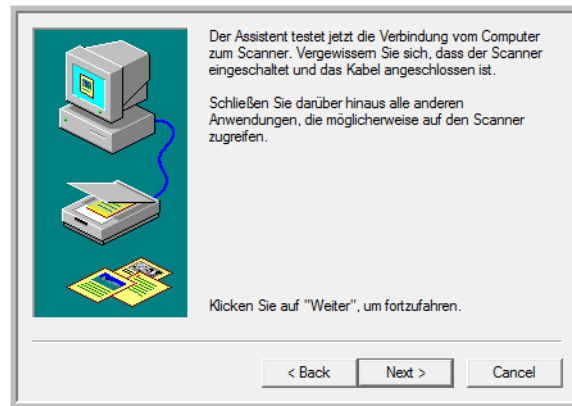 Der Assistent testet jetzt die Verbindung vom Computer
zum Scanner. Vergewissern Sie sich, dass der Scanner
eingeschaltet und das Kabel angeschlossen ist.
Schließen Sie darüber hinaus alle anderen
Anwendungen, die möglicherweise auf den Scanner
zugreifen.
Klicken Sie auf "Weiter", um fortzufahren.
< Back Next > Cancel